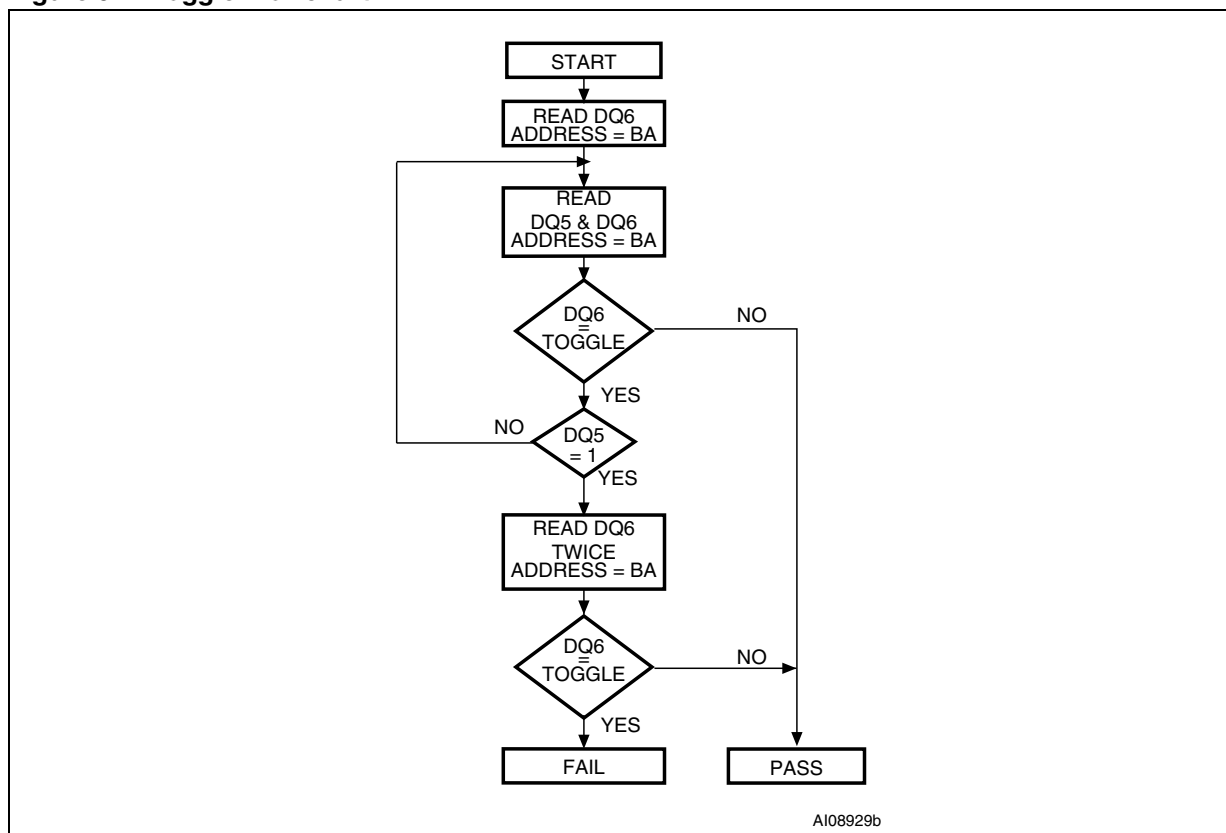 START
READ DQ6
ADDRESS = BA
READ
DQ5 & DQ6
ADDRESS = BA
DQ6
=
TOGGLE
NO
YES
NO
DQ5
= 1
YES
READ DQ6
TWICE
ADDRESS = BA
DQ6
=
TOGGLE
NO
YES
FAIL
PASS
AI08929b